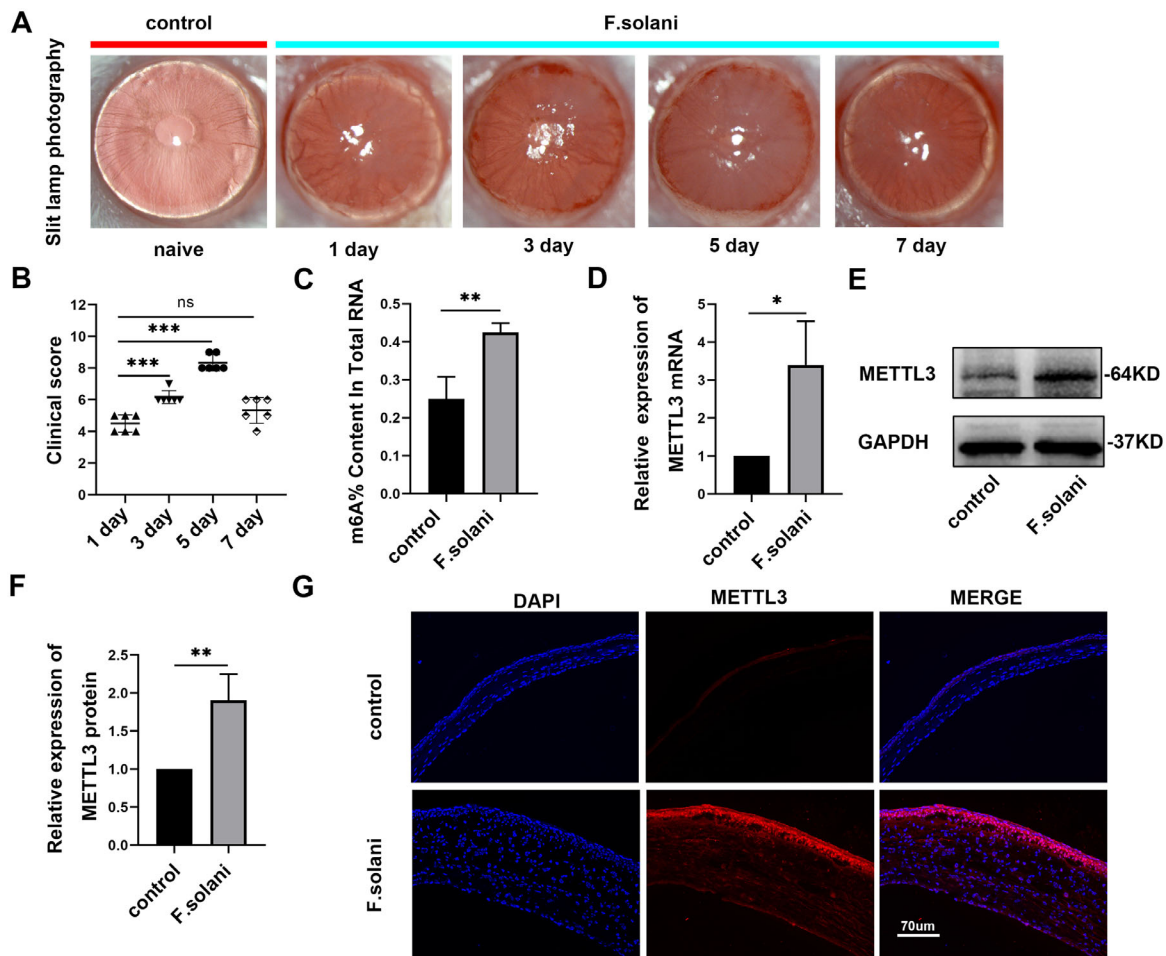 A
control
F.solani
Slit lamp photography
naive
1 day
3 day
5 day
7 day
B
Clinical score
12
10
8
6
4
2
0
ns
***
***
1 day
3 day
5 day
7 day
C
m6A% Content In Total RNA
0.5
0.4
0.3
0.2
0.1
0.0
**
control
F.solani
D
Relative expression of
METTL3 mRNA
5
4
3
2
1
0
*
control
F.solani
E
METTL3
-64KD
GAPDH
-37KD
control
F.solani
F
Relative expression of
METTL3 protein
2.5
2.0
1.5
1.0
0.5
0.0
**
control
F.solani
G
DAPI
METTL3
MERGE
control
F.solani
70um